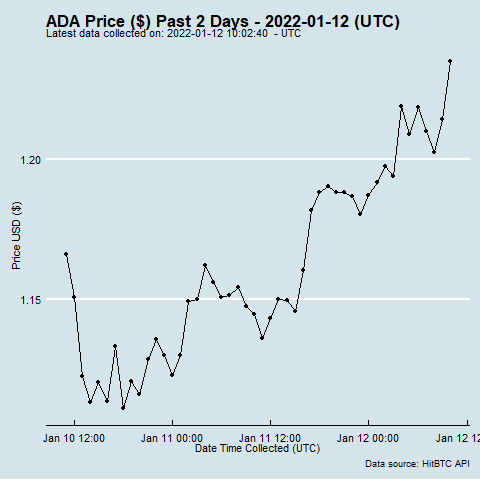 ADA Price ($) Past 2 Days - 2022-01-12 (UTC)
Latest data collected on: 2022-01-12 10:02:40 - UTC
1.20
1.15
Price USD ($)
Jan 10 12:00 Jan 11 00:00 Jan 11 12:00 Jan 12 00:00 Jan 12 12
Date Time Collected (UTC)
Data source: HitBTC API